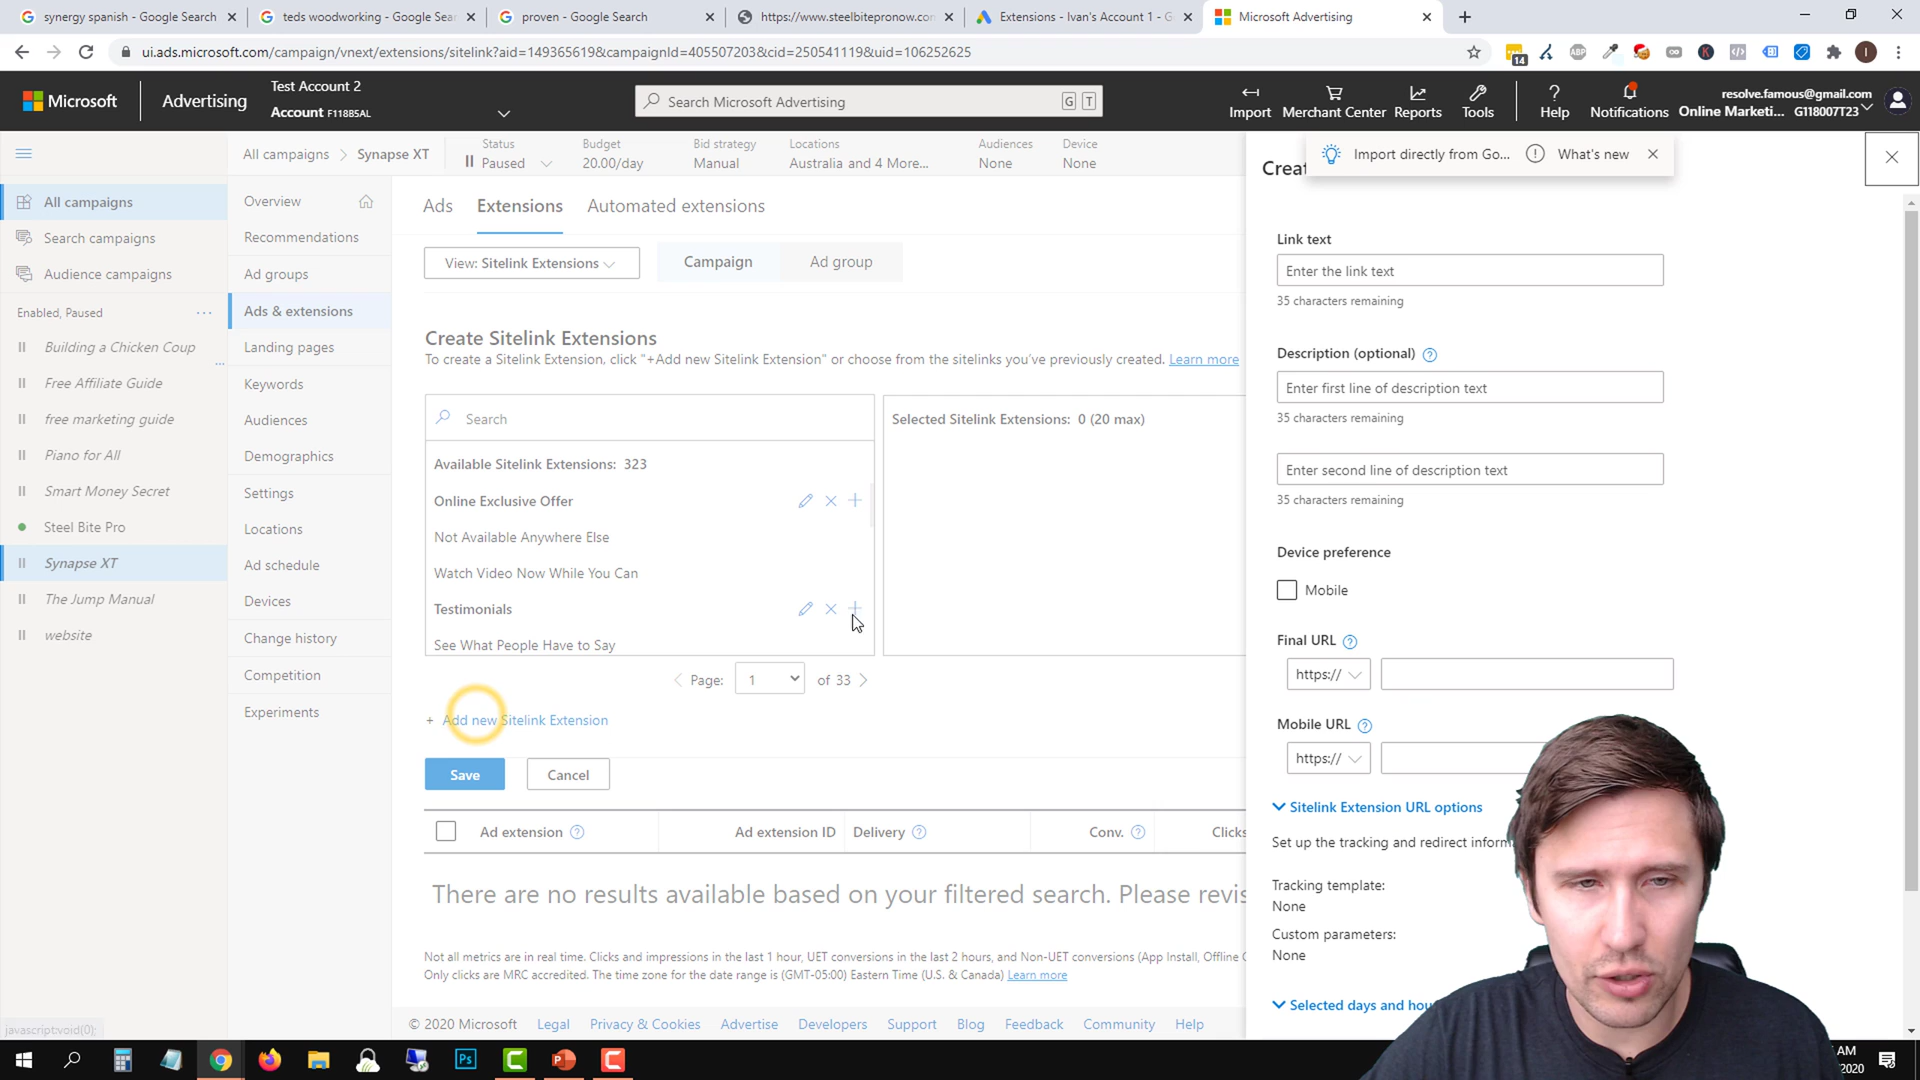 synergy spanish - Google Search
teds woodworking - Google Sear
proven - Google Search
https://www.steelbitepronow.com
Extensions - Ivan's Account 1 - G
Microsoft Advertising
ui.ads.microsoft.com/campaign/vnext/extensions/sitelink?aid=149365619&campaignId=405507203&cid=250541119&uid=106252625
14
ABP
I
Microsoft
Advertising
Test Account 2
Account F118B5AL
Search Microsoft Advertising
G T
Import
Merchant Center
Reports
Tools
Help
Notifications
resolve.famous@gmail.com
Online Marketi... G118007T23
All campaigns
Search campaigns
Audience campaigns
Enabled, Paused
Building a Chicken Coup
Free Affiliate Guide
free marketing guide
Piano for All
Smart Money Secret
Steel Bite Pro
Synapse XT
The Jump Manual
website
All campaigns > Synapse XT
Overview
Recommendations
Ad groups
Ads & extensions
Landing pages
Keywords
Audiences
Demographics
Settings
Locations
Ad schedule
Devices
Change history
Competition
Experiments
Status
Paused
Budget
20.00/day
Bid strategy
Manual
Locations
Australia and 4 More...
Audiences
None
Device
None
Ads
Extensions
Automated extensions
View: Sitelink Extensions
Campaign
Ad group
Create Sitelink Extensions
To create a Sitelink Extension, click "+Add new Sitelink Extension" or choose from the sitelinks you've previously created. Learn more
Search
Available Sitelink Extensions: 323
Online Exclusive Offer
Not Available Anywhere Else
Watch Video Now While You Can
Testimonials
See What People Have to Say
Selected Sitelink Extensions: 0 (20 max)
Page: 1 of 33
+ Add new Sitelink Extension
Save
Cancel
Ad extension
Ad extension ID
Delivery
Conv.
Clicks
There are no results available based on your filtered search. Please revis
Not all metrics are in real time. Clicks and impressions in the last 1 hour, UET conversions in the last 2 hours, and Non-UET conversions (App Install, Offline C
Only clicks are MRC accredited. The time zone for the date range is (GMT-05:00) Eastern Time (U.S. & Canada) Learn more
© 2020 Microsoft
Legal
Privacy & Cookies
Advertise
Developers
Support
Blog
Feedback
Community
Help
javascript:void(0);
Creat
Import directly from Go...
What's new
Link text
Enter the link text
35 characters remaining
Description (optional)
Enter first line of description text
35 characters remaining
Enter second line of description text
35 characters remaining
Device preference
Mobile
Final URL
https://
Mobile URL
https://
Sitelink Extension URL options
Set up the tracking and redirect inform
Tracking template:
None
Custom parameters:
None
Selected days and hou
AM
2020